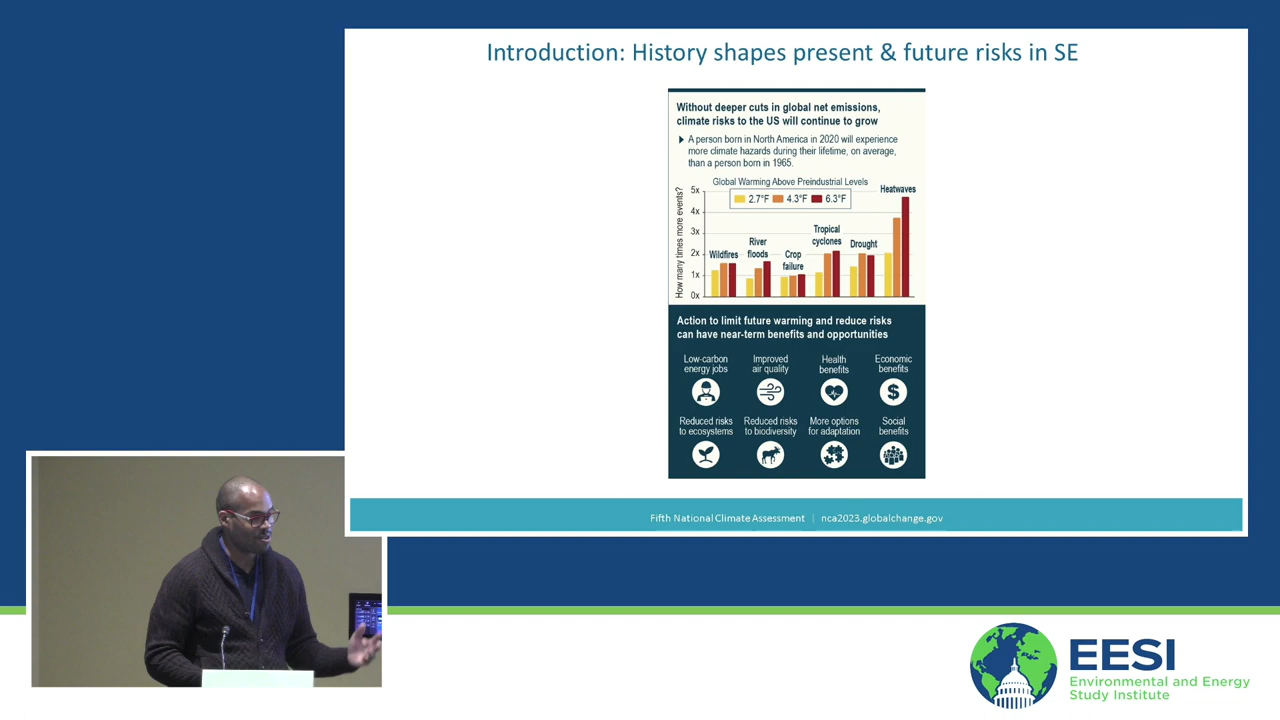 Introduction: History shapes present & future risks in SE
Without deeper cuts in global net emissions,
climate risks to the US will continue to grow
A person born in North America in 2020 will experience
more climate hazards during their lifetime, on average,
than a person born in 1965.
Global Warming Above Preindustrial Levels
2.7°F 4.3°F 6.3°F
How many times more events?
5x
4x
3x
2x
1x
0x
Wildfires
River
floods
Crop
failure
Tropical
cyclones
Drought
Heatwaves
Action to limit future warming and reduce risks
can have near-term benefits and opportunities
Low-carbon
energy jobs
Improved
air quality
Health
benefits
Economic
benefits
$
Reduced risks
to ecosystems
Reduced risks
to biodiversity
More options
for adaptation
Social
benefits
Fifth National Climate Assessment | nca2023.globalchange.gov
EESI
Environmental and Energy
Study Institute